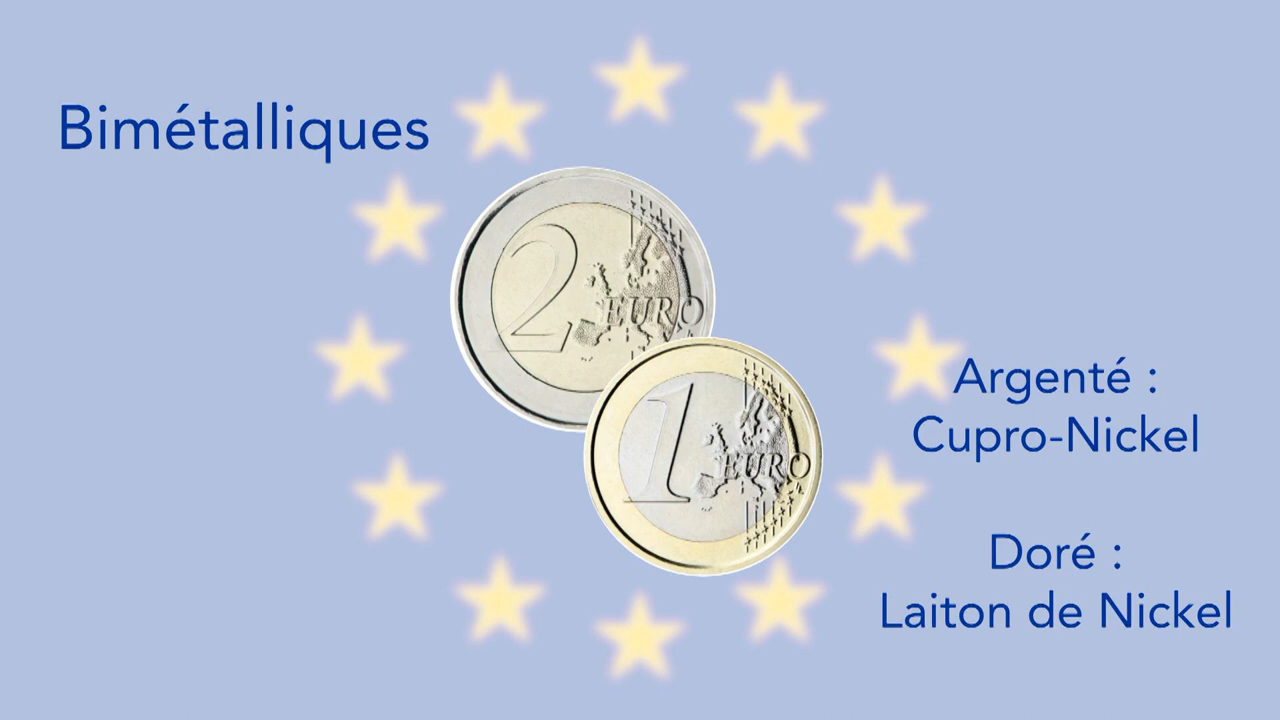 Bimétalliques
2
EURO
1
EURO
Argenté :
Cupro-Nickel
Doré :
Laiton de Nickel